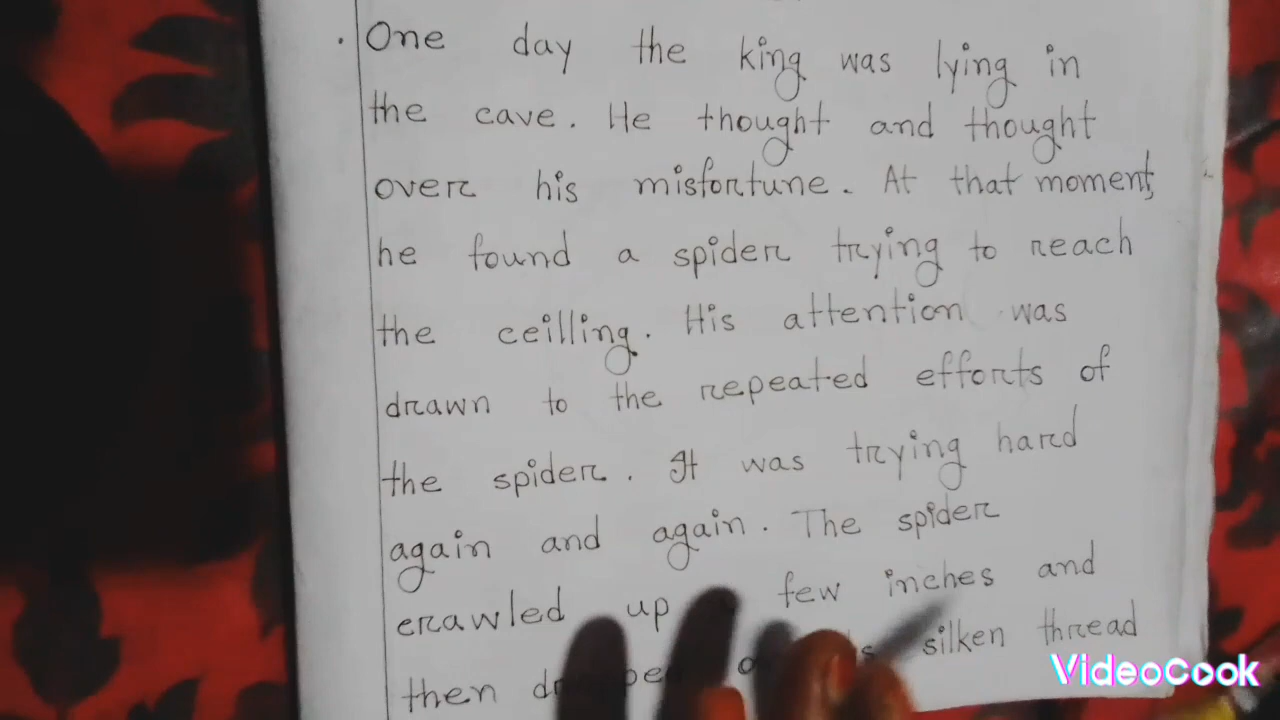 One day the king was lying in
the cave. He thought and thought
over his misfortune. At that moment,
he found a spider trying to reach
the ceilling. His attention was
drawn to the repeated efforts of
the spider. It was trying hard
again and again. The spider
crawled up few inches and
then silken thread
VideoCook